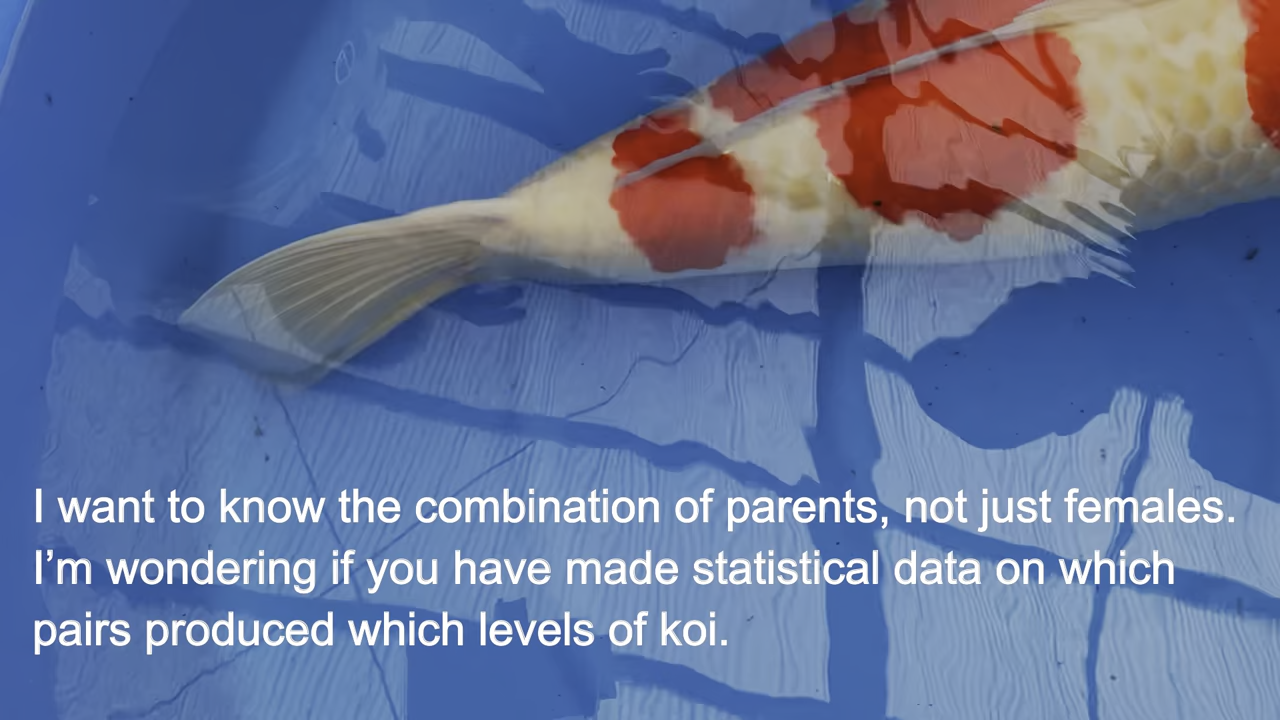 I want to know the combination of parents, not just females.
I’m wondering if you have made statistical data on which
pairs produced which levels of koi.